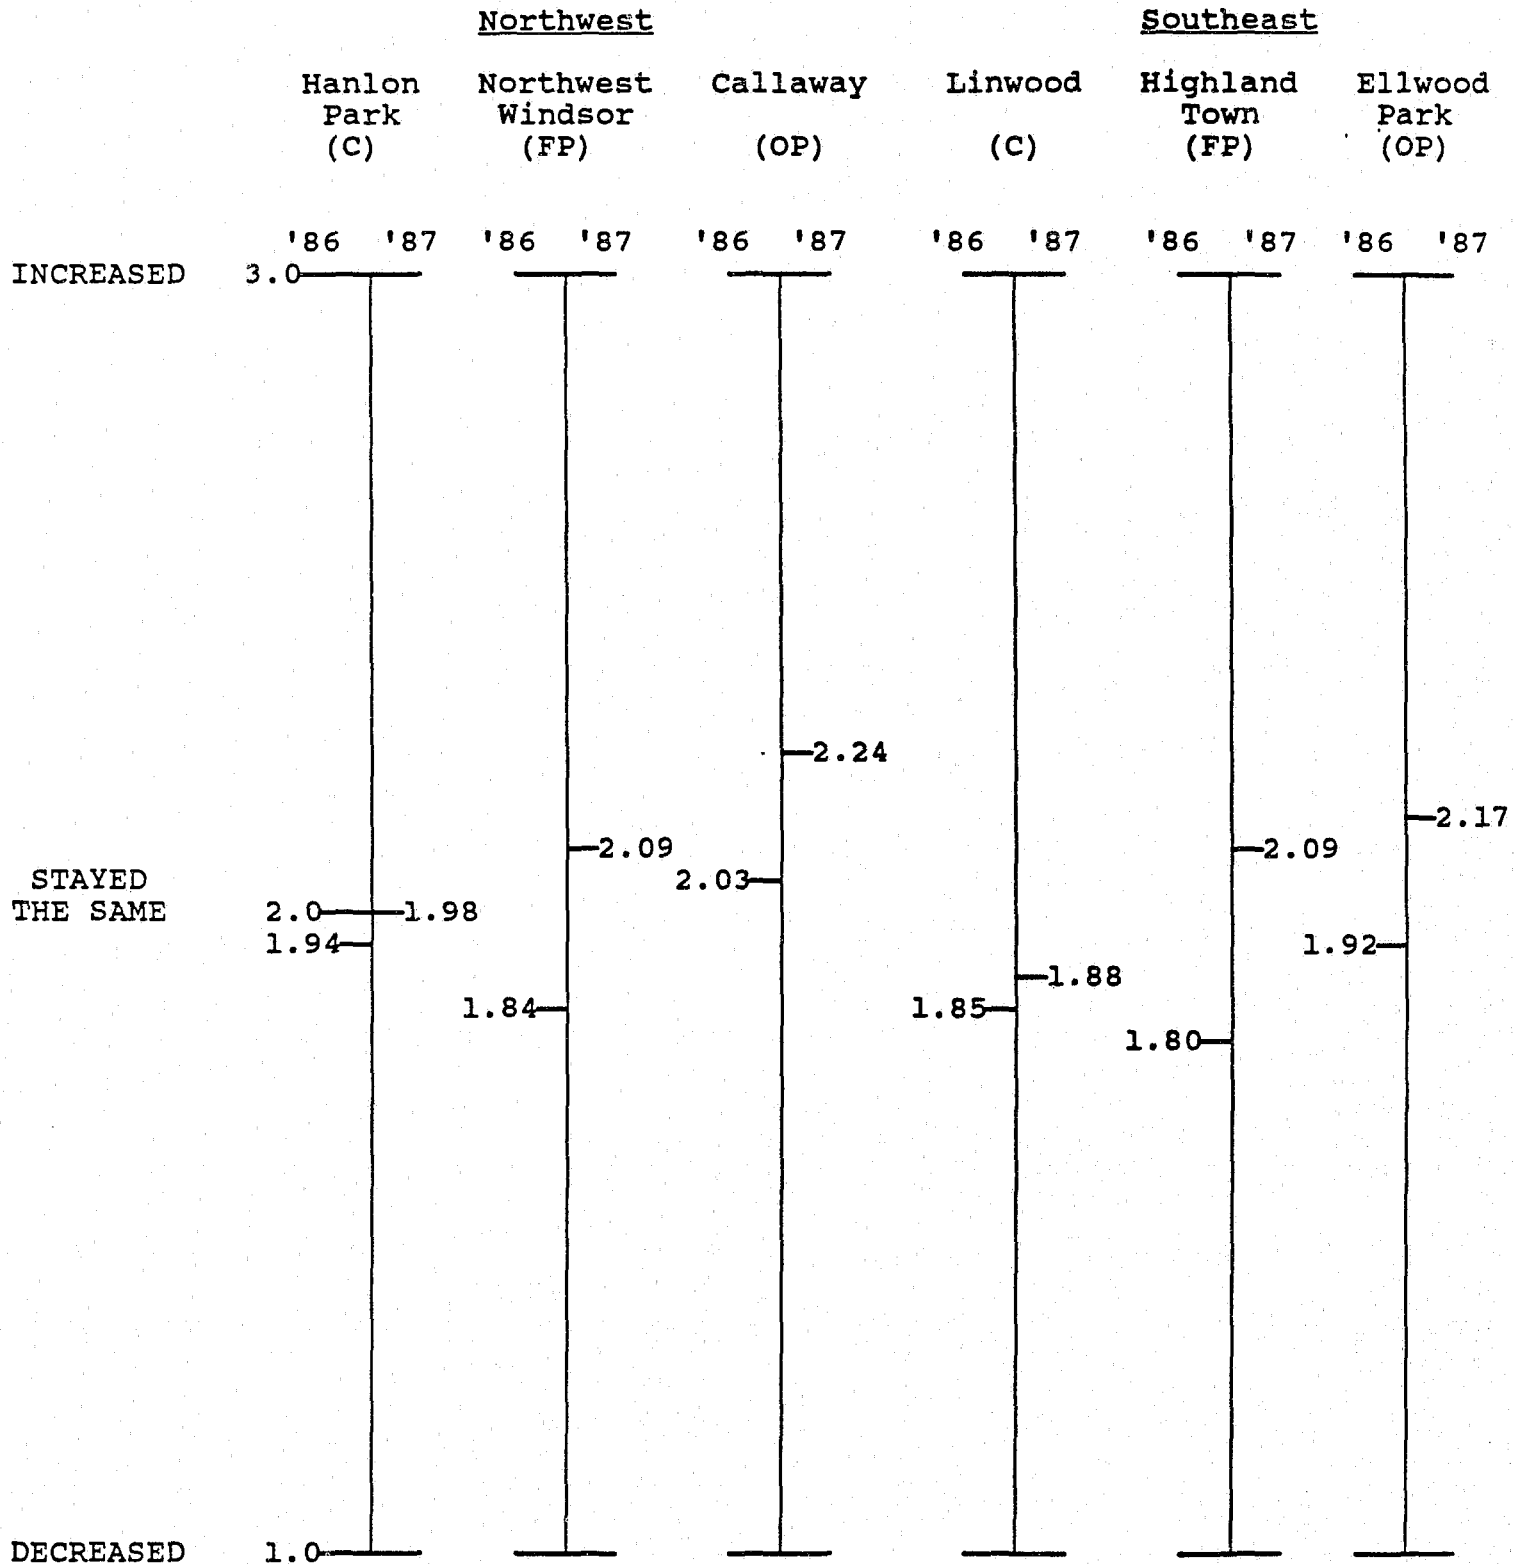 Northwest Southeast
Hanlon Northwest Callaway Linwood Highland Ellwood
Park Windsor Town Park
(C) (FP) (OP) (C) (FP) (OP)
'86 '87 '86 '87 '86 '87 '86 '87 '86 '87 '86 '87
INCREASED 3.0
2.24
2.17
2.09 2.09
STAYED 2.03
THE SAME 2.0 1.98
1.94 1.92
1.88
1.84 1.85
1.80
DECREASED 1.0